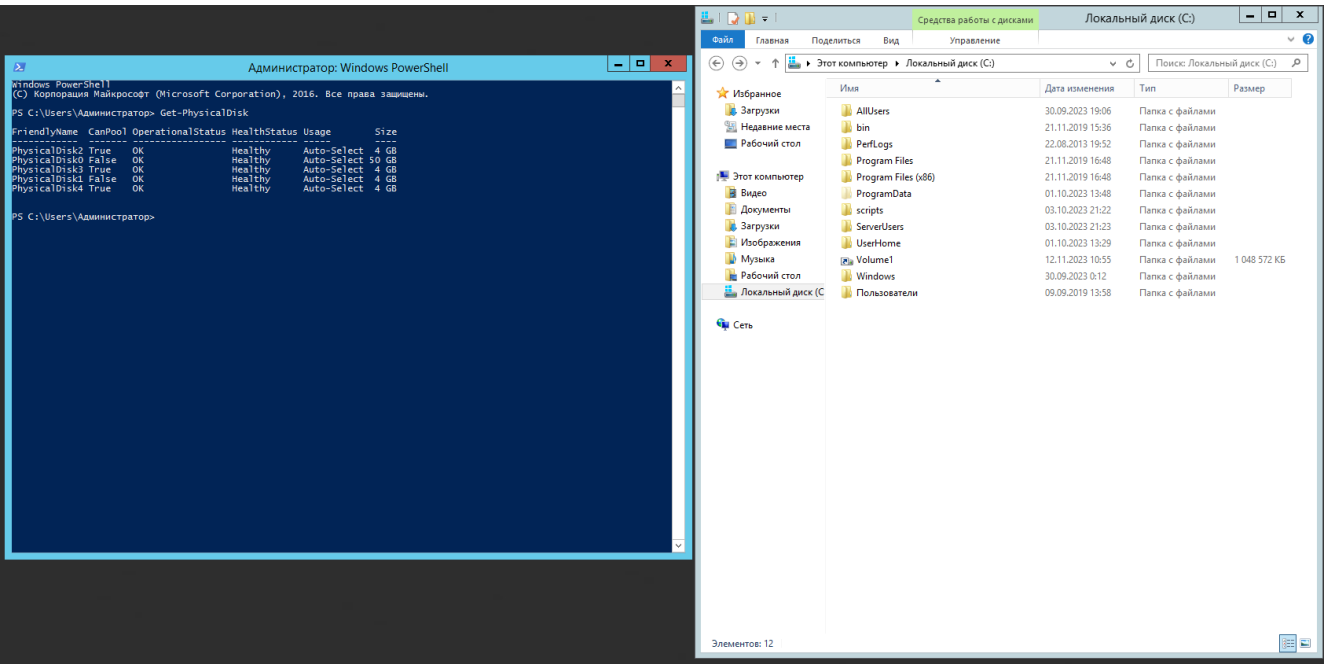 Администратор: Windows PowerShell
Windows PowerShell
(C) Корпорация Майкрософт (Microsoft Corporation), 2016. Все права защищены.
PS C:\Users\Администратор> Get-PhysicalDisk
FriendlyName CanPool OperationalStatus HealthStatus Usage Size
------------ ------- ----------------- ------------ ----- ----
PhysicalDisk2 True OK Healthy Auto-Select 4 GB
PhysicalDisk0 False OK Healthy Auto-Select 50 GB
PhysicalDisk3 True OK Healthy Auto-Select 4 GB
PhysicalDisk1 False OK Healthy Auto-Select 4 GB
PhysicalDisk4 True OK Healthy Auto-Select 4 GB
PS C:\Users\Администратор>
Средства работы с дисками Локальный диск (C:)
Файл Главная Поделиться Вид Управление
Этот компьютер Локальный диск (C:) Поиск: Локальный диск (C:)
Избранное
Загрузки
Недавние места
Рабочий стол
Этот компьютер
Видео
Документы
Загрузки
Изображения
Музыка
Рабочий стол
Локальный диск (C
Сеть
Имя Дата изменения Тип Размер
AllUsers 30.09.2023 19:06 Папка с файлами
bin 21.11.2019 15:36 Папка с файлами
PerfLogs 22.08.2013 19:52 Папка с файлами
Program Files 21.11.2019 16:48 Папка с файлами
Program Files (x86) 21.11.2019 16:48 Папка с файлами
ProgramData 01.10.2023 13:48 Папка с файлами
scripts 03.10.2023 21:22 Папка с файлами
ServerUsers 03.10.2023 21:23 Папка с файлами
UserHome 01.10.2023 13:29 Папка с файлами
Volume1 12.11.2023 10:55 Папка с файлами 1 048 572 КБ
Windows 30.09.2023 0:12 Папка с файлами
Пользователи 09.09.2019 13:58 Папка с файлами
Элементов: 12